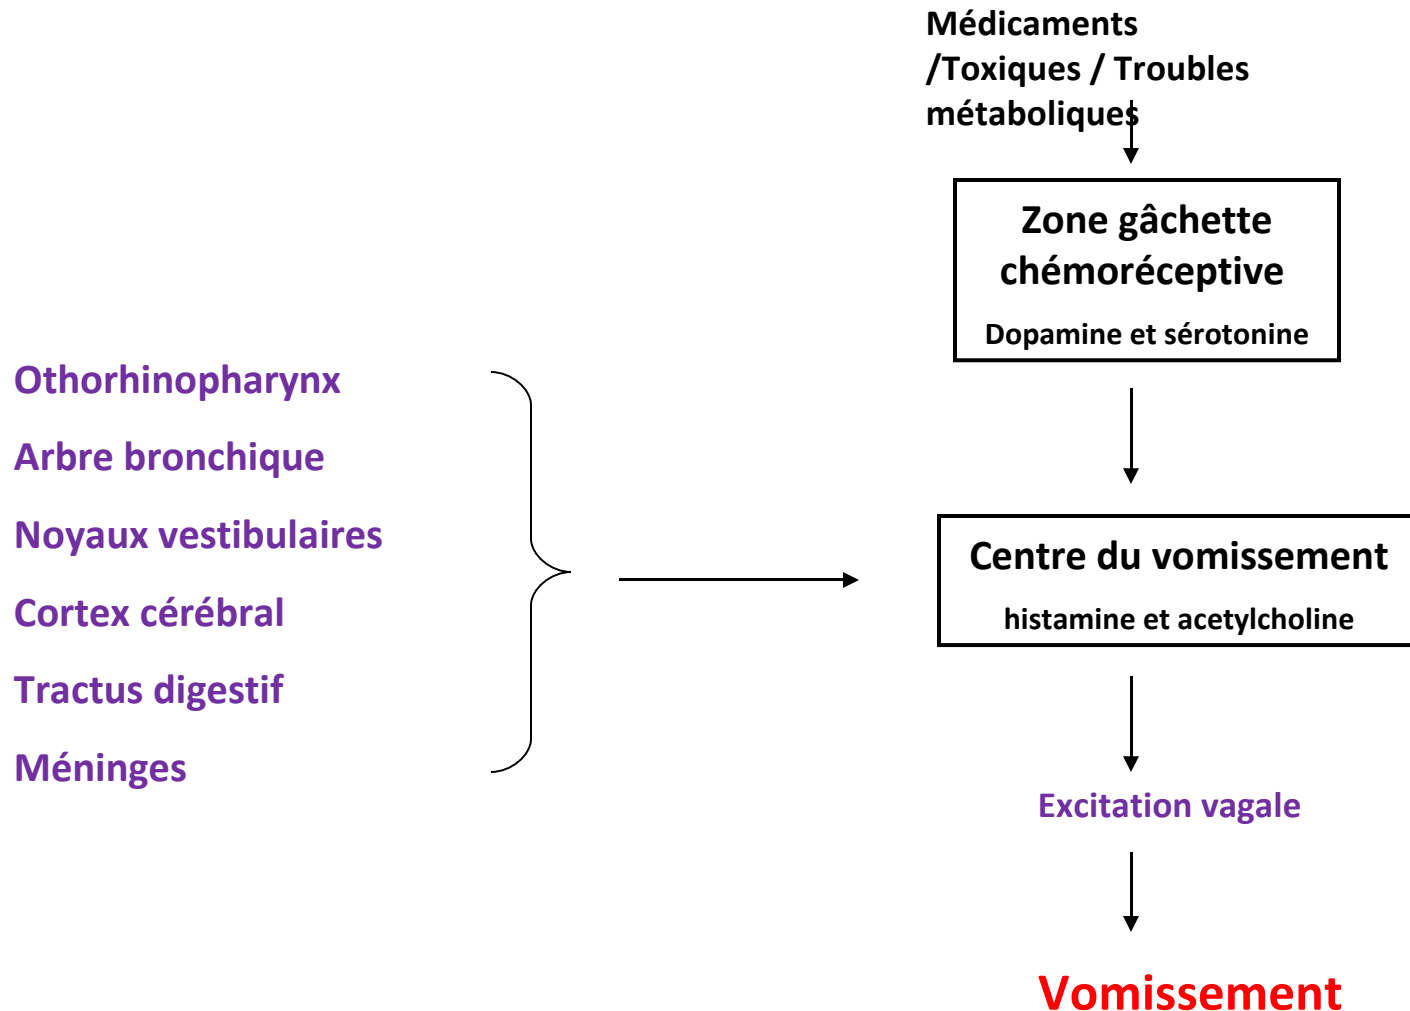 Médicaments
/Toxiques / Troubles
métaboliques
Zone gâchette
chémoréceptive
Dopamine et sérotonine
Othorhinopharynx
Arbre bronchique
Noyaux vestibulaires
Cortex cérébral
Tractus digestif
Méninges
Centre du vomissement
histamine et acetylcholine
Excitation vagale
Vomissement